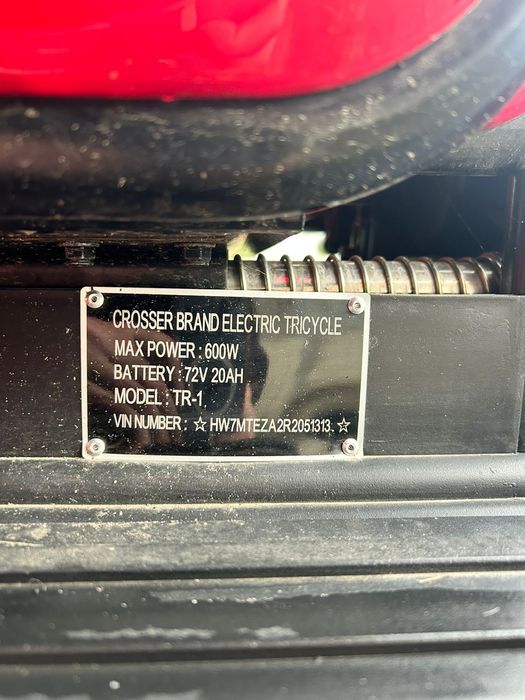 CROSSER BRAND ELECTRIC TRICYCLE
MAX POWER : 600W
BATTERY : 72V 20AH
MODEL : TR-1
VIN NUMBER : ☆ HW7MTEZA2R2051313. ☆